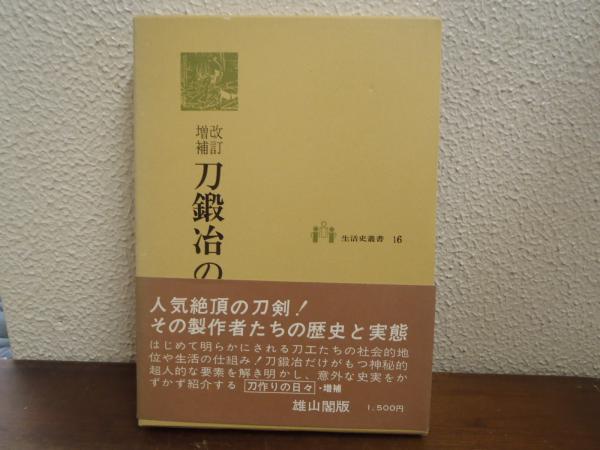 改訂
増補
刀鍛冶の
生活史叢書 16
人気絶頂の刀剣!
その製作者たちの歴史と実態
はじめて明らかにされる刀工たちの社会的地
位や生活の仕組み!刀鍛冶だけがもつ神秘的
超人的な要素を解き明かし、意外な史実をか
ずかず紹介する 刀作りの日々・増補
雄山閣版 1,500円